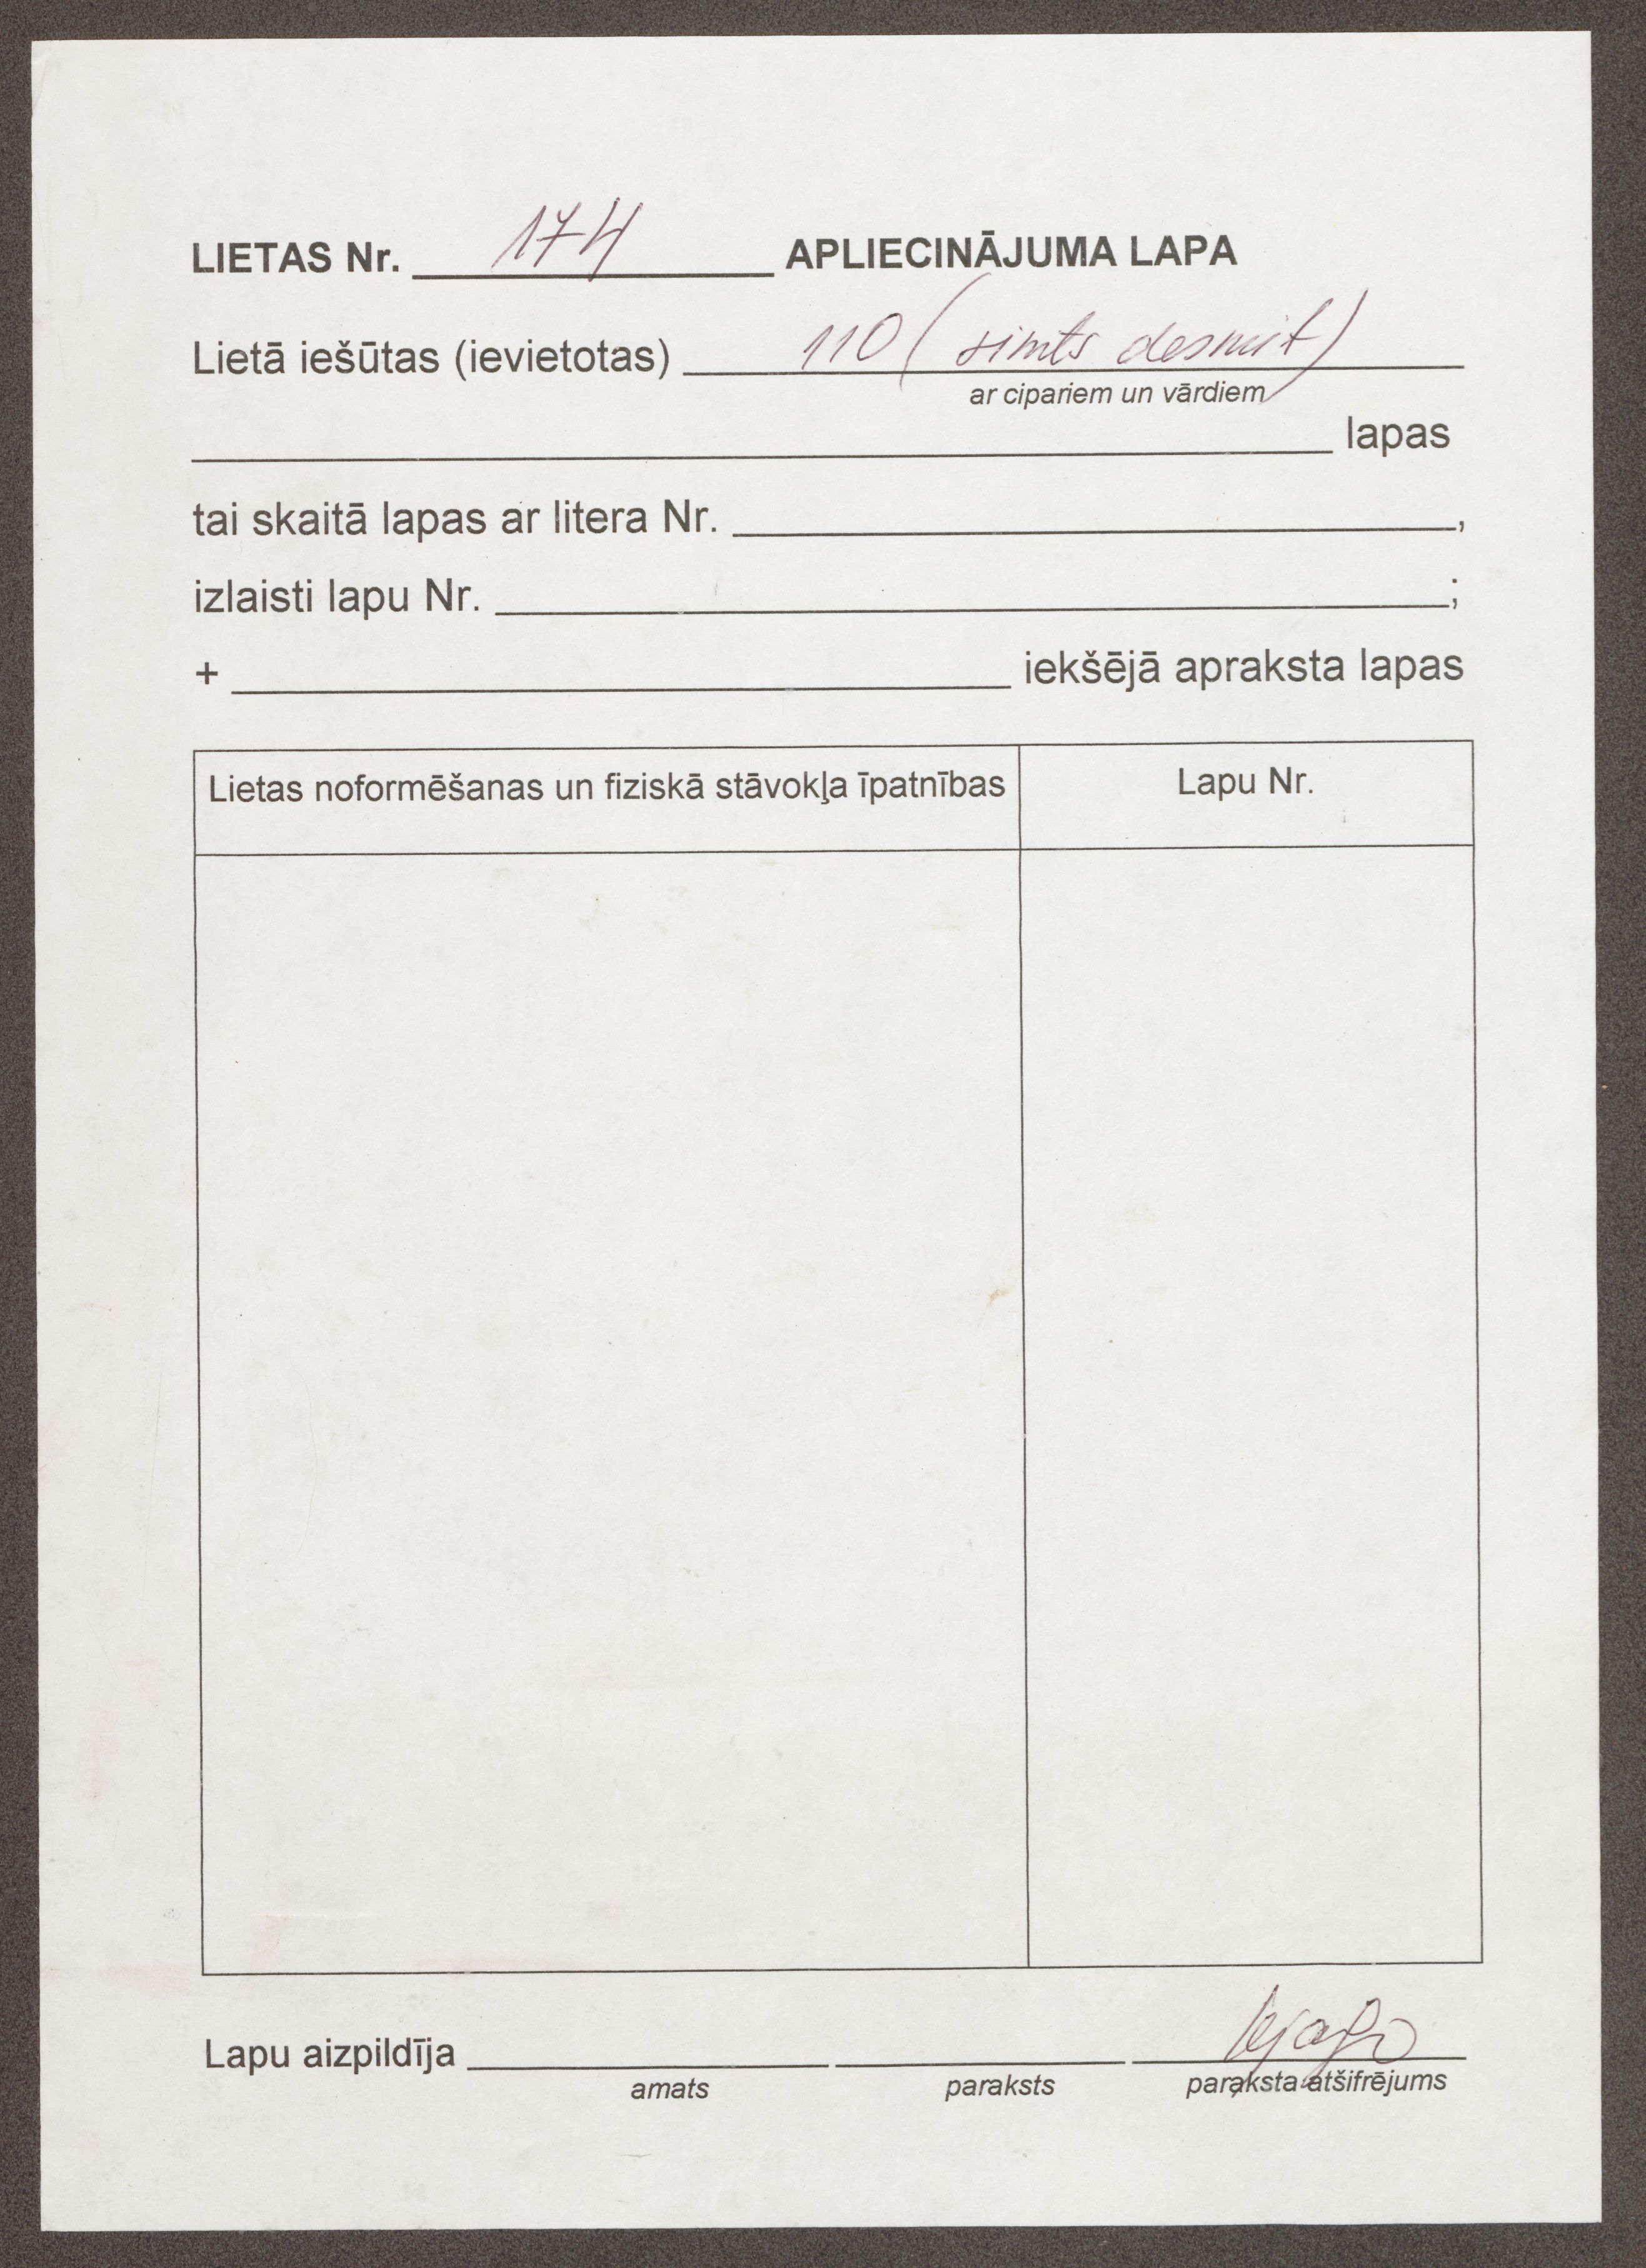 LIETAS Nr. 174 APLIECINĀJUMA LAPA
Lietā iešūtas (ievietotas) 110 (simts desmit)
ar cipariem un vārdiem
lapas
tai skaitā lapas ar litera Nr. ,
izlaisti lapu Nr. ;
+ iekšējā apraksta lapas
Lietas noformēšanas un fiziskā stāvokļa īpatnības Lapu Nr.
Lapu aizpildīja
amats paraksts paraksta atšifrējums